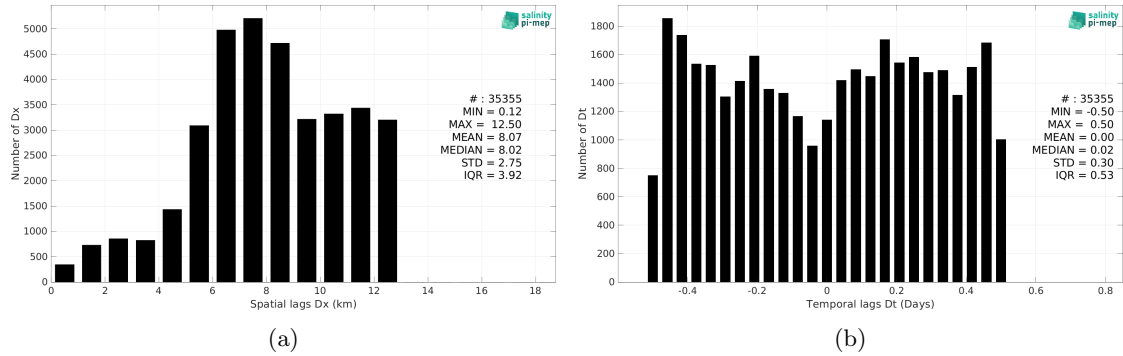 5000
4500
4000
3500
3000
2500
2000
1500
1000
500
0
Number of Dx
0 2 4 6 8 10 12 14 16 18
Spatial lags Dx (km)
salinity
pi-mep
# : 35355
MIN = 0.12
MAX = 12.50
MEAN = 8.07
MEDIAN = 8.02
STD = 2.75
IQR = 3.92
(a)
1800
1600
1400
1200
1000
800
600
400
200
0
Number of Dt
-0.4 -0.2 0 0.2 0.4 0.6 0.8
Temporal lags Dt (Days)
salinity
pi-mep
# : 35355
MIN = -0.50
MAX = 0.50
MEAN = 0.00
MEDIAN = 0.02
STD = 0.30
IQR = 0.53
(b)